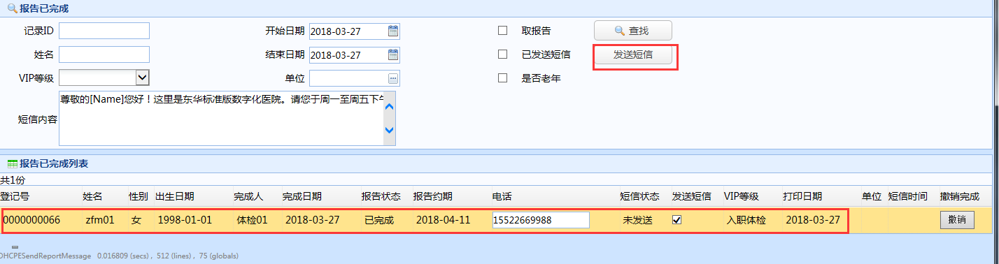 报告已完成
记录ID 开始日期 2018-03-27 取报告 查找
姓名 结束日期 2018-03-27 已发送短信 发送短信
VIP等级 单位 是否老年
短信内容 尊敬的[Name]您好！这里是东华标准版数字化医院。请您于周一至周五下
报告已完成列表
共1份
登记号 姓名 性别 出生日期 完成人 完成日期 报告状态 报告约期 电话 短信状态 发送短信 VIP等级 打印日期 单位 短信时间 撤销完成
0000000066 zfm01 女 1998-01-01 体检01 2018-03-27 已完成 2018-04-11 15522669988 未发送 入职体检 2018-03-27 撤销
DHCPESendReportMessage 0.016809 (secs) , 512 (lines) , 75 (globals)